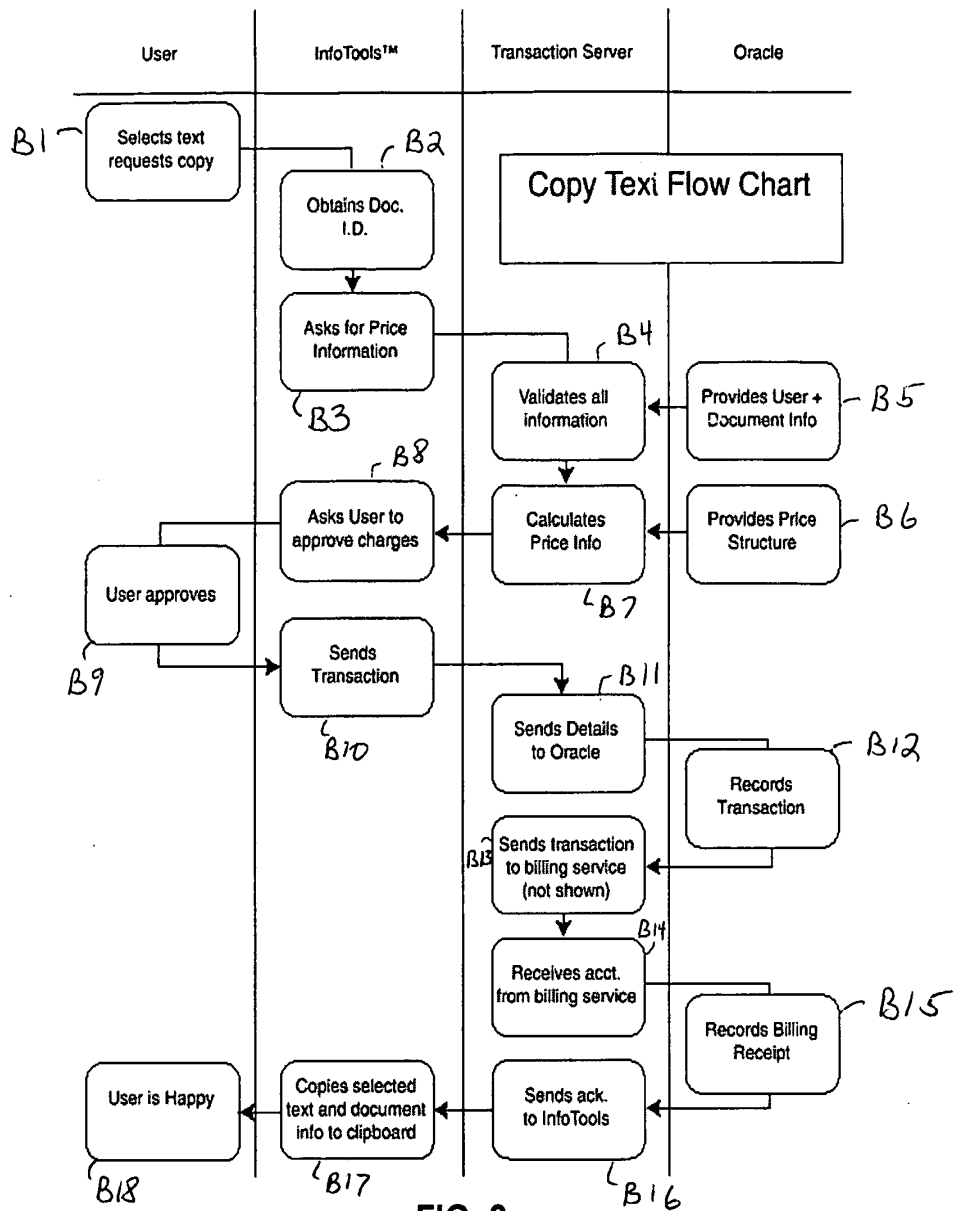 User
InfoTools™
Transaction Server
Oracle
B1
Selects text
requests copy
B2
Obtains Doc.
I.D.
Copy Text Flow Chart
Asks for Price
Information
B3
B4
Validates all
information
Provides User +
Document Info
B5
B8
Asks User to
approve charges
Calculates
Price Info
B7
Provides Price
Structure
B6
User approves
B9
Sends
Transaction
B10
B11
Sends Details
to Oracle
B12
Records
Transaction
B13
Sends transaction
to billing service
(not shown)
B14
Receives acct.
from billing service
B15
Records Billing
Receipt
User is Happy
B18
Copies selected
text and document
info to clipboard
B17
Sends ack.
to InfoTools
B16